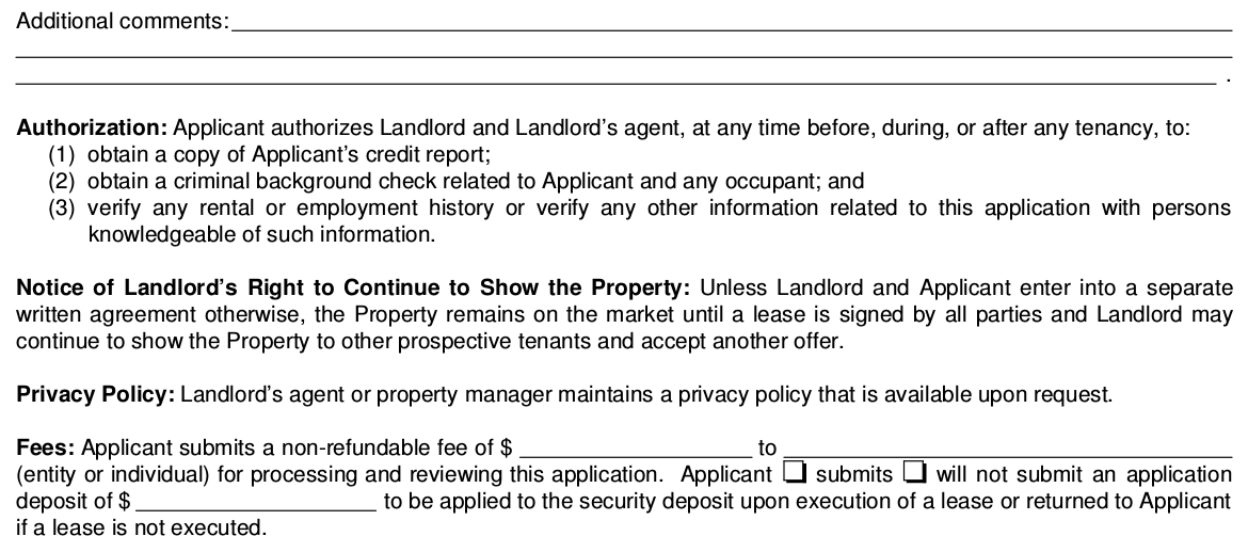 Additional comments:
.
Authorization: Applicant authorizes Landlord and Landlord's agent, at any time before, during, or after any tenancy, to:
(1) obtain a copy of Applicant's credit report;
(2) obtain a criminal background check related to Applicant and any occupant; and
(3) verify any rental or employment history or verify any other information related to this application with persons
knowledgeable of such information.
Notice of Landlord's Right to Continue to Show the Property: Unless Landlord and Applicant enter into a separate
written agreement otherwise, the Property remains on the market until a lease is signed by all parties and Landlord may
continue to show the Property to other prospective tenants and accept another offer.
Privacy Policy: Landlord's agent or property manager maintains a privacy policy that is available upon request.
Fees: Applicant submits a non-refundable fee of $ ____________________ to ____________________
(entity or individual) for processing and reviewing this application. Applicant ❑ submits ❑ will not submit an application
deposit of $ ____________________ to be applied to the security deposit upon execution of a lease or returned to Applicant
if a lease is not executed.